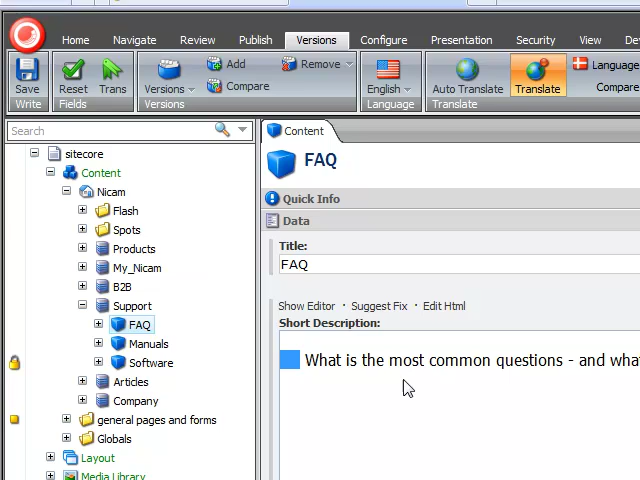 Home Navigate Review Publish Versions Configure Presentation Security View
Save Reset Trans Versions Add Compare Remove English Auto Translate Translate Language
Compare
Write Fields Versions Language Translate
Search
sitecore
Content
Nicam
Flash
Spots
Products
My_Nicam
B2B
Support
FAQ
Manuals
Software
Articles
Company
general pages and forms
Globals
Layout
Media Library
Content
FAQ
Quick Info
Data
Title:
FAQ
Show Editor · Suggest Fix · Edit Html
Short Description:
What is the most common questions - and what